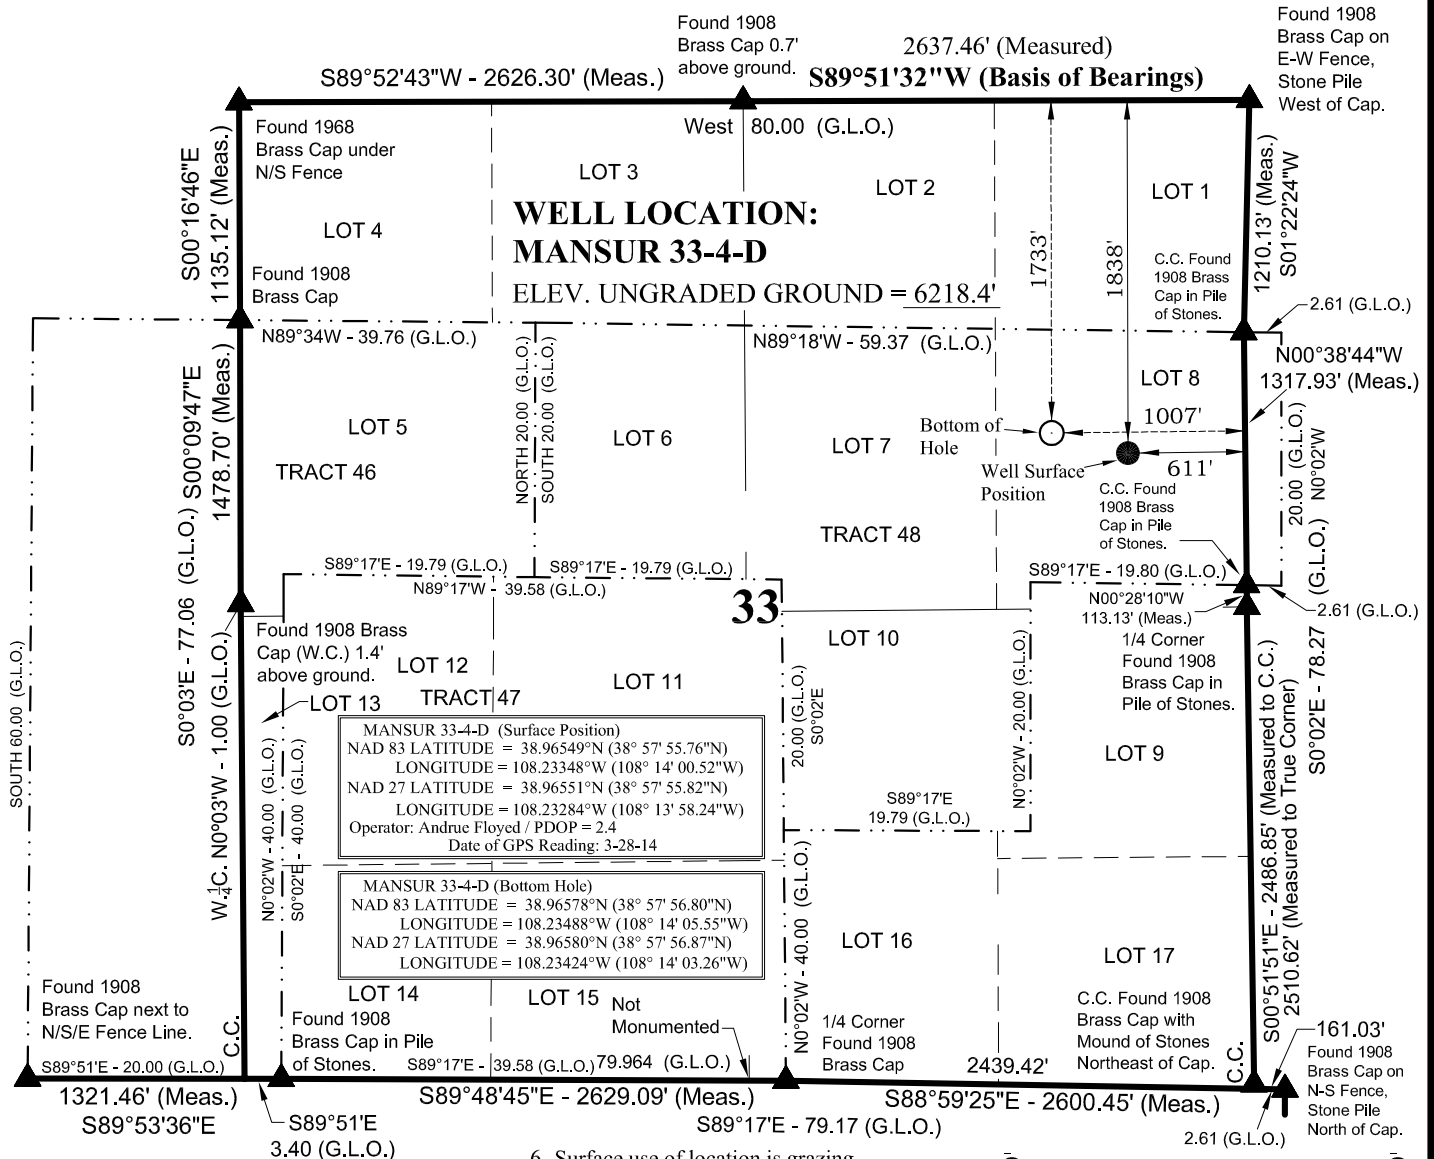 Found 1908
Brass Cap 0.7'
above ground.
2637.46' (Measured)
S89°51'32"W (Basis of Bearings)
Found 1908
Brass Cap on
E-W Fence,
Stone Pile
West of Cap.
S89°52'43"W - 2626.30' (Meas.)
West 80.00 (G.L.O.)
Found 1968
Brass Cap under
N/S Fence
S00°16'46"E
1135.12' (Meas.)
LOT 4
LOT 3
LOT 2
LOT 1
WELL LOCATION:
MANSUR 33-4-D
ELEV. UNGRADED GROUND = 6218.4'
1733'
1838'
1210.13' (Meas.)
S01°22'24"W
C.C. Found
1908 Brass
Cap in Pile
of Stones.
2.61 (G.L.O.)
Found 1908
Brass Cap
N89°34W - 39.76 (G.L.O.)
N89°18'W - 59.37 (G.L.O.)
N00°38'44"W
1317.93' (Meas.)
S00°09'47"E
1478.70' (Meas.)
NORTH 20.00 (G.L.O.)
SOUTH 20.00 (G.L.O.)
LOT 5
LOT 6
LOT 7
LOT 8
TRACT 46
TRACT 48
Bottom of
Hole
1007'
Well Surface
Position
611'
C.C. Found
1908 Brass
Cap in Pile
of Stones.
20.00 (G.L.O.)
N0°02'W
S89°17'E - 19.79 (G.L.O.)
S89°17'E - 19.79 (G.L.O.)
N89°17'W - 39.58 (G.L.O.)
S89°17'E - 19.80 (G.L.O.)
N00°28'10"W
113.13' (Meas.)
2.61 (G.L.O.)
1/4 Corner
Found 1908
Brass Cap in
Pile of Stones.
33
S0°03'E - 77.06 (G.L.O.)
SOUTH 60.00 (G.L.O.)
Found 1908 Brass
Cap (W.C.) 1.4'
above ground.
LOT 12
LOT 13
TRACT 47
LOT 11
LOT 10
LOT 9
20.00 (G.L.O.)
S0°02'E
N0°02'W - 20.00 (G.L.O.)
S0°02'E - 78.27 (G.L.O.)
W.¼C. N0°03'W - 1.00 (G.L.O.)
N0°02'W - 40.00 (G.L.O.)
S0°02'E - 40.00 (G.L.O.)
MANSUR 33-4-D (Surface Position)
NAD 83 LATITUDE = 38.96549°N (38° 57' 55.76"N)
LONGITUDE = 108.23348°W (108° 14' 00.52"W)
NAD 27 LATITUDE = 38.96551°N (38° 57' 55.82"N)
LONGITUDE = 108.23284°W (108° 13' 58.24"W)
Operator: Andrue Floyed / PDOP = 2.4
Date of GPS Reading: 3-28-14
S89°17'E
19.79 (G.L.O.)
MANSUR 33-4-D (Bottom Hole)
NAD 83 LATITUDE = 38.96578°N (38° 57' 56.80"N)
LONGITUDE = 108.23488°W (108° 14' 05.55"W)
NAD 27 LATITUDE = 38.96580°N (38° 57' 56.87"N)
LONGITUDE = 108.23424°W (108° 14' 03.26"W)
N0°02'W - 40.00 (G.L.O.)
LOT 16
LOT 17
S00°51'51"E - 2486.85' (Measured to C.C.)
2510.62' (Measured to True Corner)
Found 1908
Brass Cap next to
N/S/E Fence Line.
C.C.
LOT 14
LOT 15
Found 1908
Brass Cap in Pile
of Stones.
Not
Monumented
1/4 Corner
Found 1908
Brass Cap
C.C. Found 1908
Brass Cap with
Mound of Stones
Northeast of Cap.
C.C.
161.03'
Found 1908
Brass Cap on
N-S Fence,
Stone Pile
North of Cap.
S89°51'E - 20.00 (G.L.O.)
S89°17'E - 39.58 (G.L.O.)
79.964 (G.L.O.)
2439.42'
1321.46' (Meas.)
S89°53'36"E
S89°51'E
3.40 (G.L.O.)
S89°48'45"E - 2629.09' (Meas.)
S88°59'25"E - 2600.45' (Meas.)
S89°17'E - 79.17 (G.L.O.)
2.61 (G.L.O.)